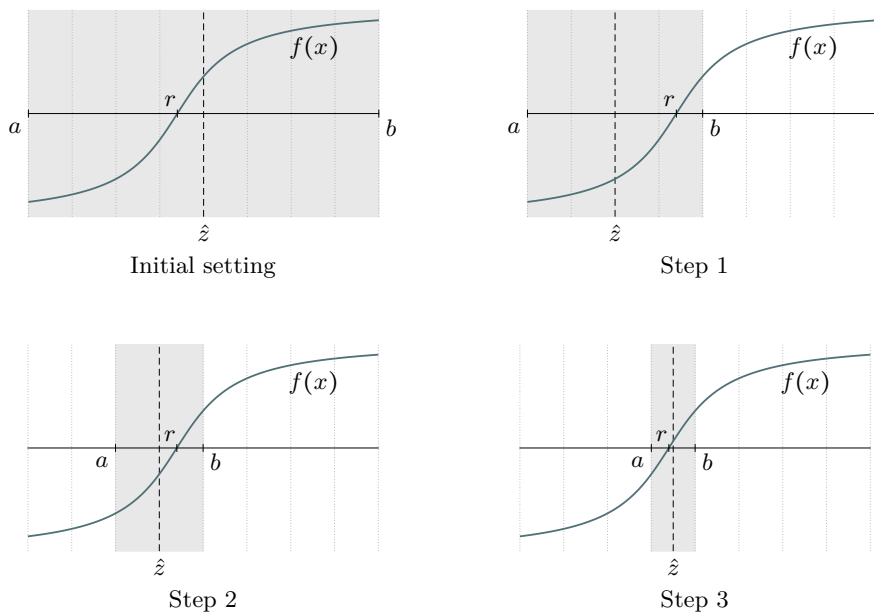 f(x)
r
a
b
ẑ
Initial setting
f(x)
r
a
b
ẑ
Step 1
f(x)
r
a
b
ẑ
Step 2
f(x)
r
a
b
ẑ
Step 3